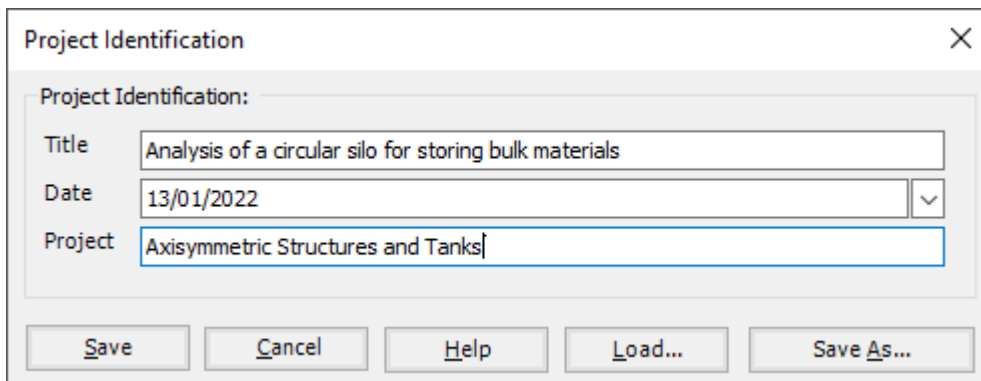 Project Identification
Project Identification:
Title Analysis of a circular silo for storing bulk materials
Date 13/01/2022
Project Axisymmetric Structures and Tanks
Save Cancel Help Load... Save As...